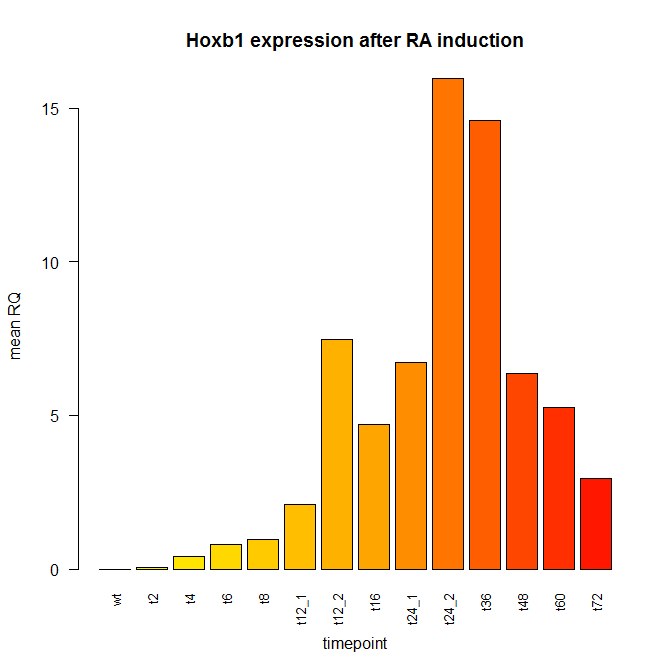 Hoxb1 expression after RA induction
mean RQ
15
10
5
0
wt
t2
t4
t6
t8
t12_1
t12_2
t16
t24_1
t24_2
t36
t48
t60
t72
timepoint